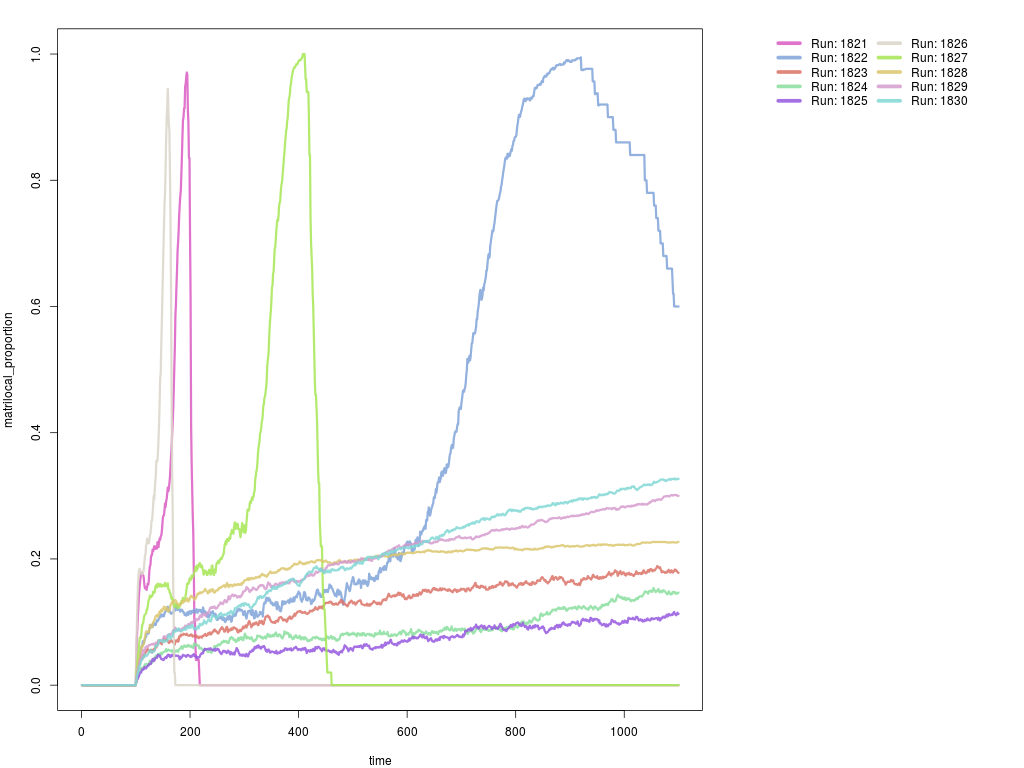 Run: 1821
Run: 1822
Run: 1823
Run: 1824
Run: 1825
Run: 1826
Run: 1827
Run: 1828
Run: 1829
Run: 1830
matrilocal_proportion
1.0
0.8
0.6
0.4
0.2
0.0
0 200 400 600 800 1000
time